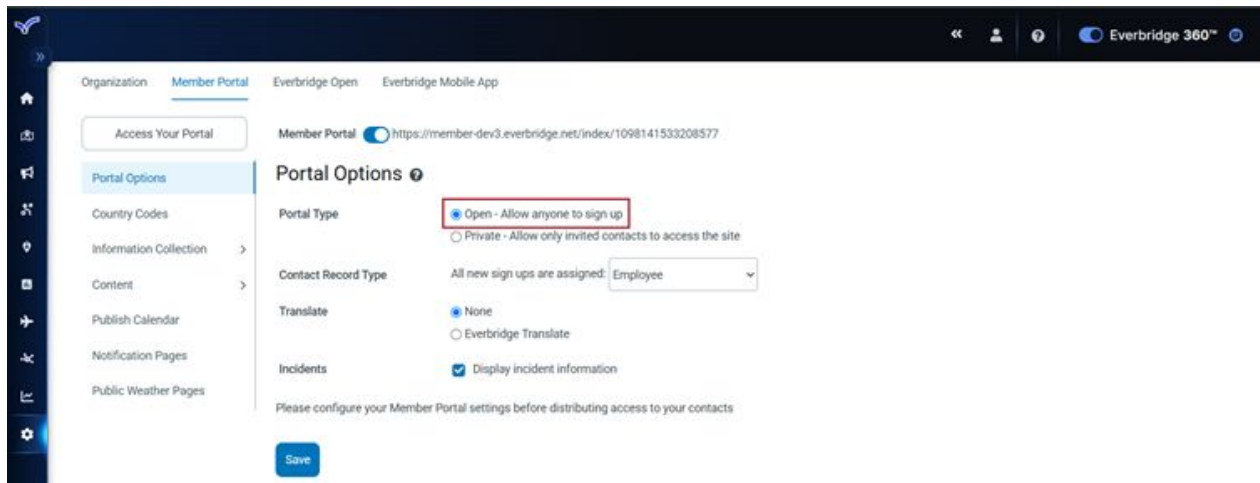 Everbridge 360™
Organization Member Portal Everbridge Open Everbridge Mobile App
Access Your Portal
Portal Options
Country Codes
Information Collection
Content
Publish Calendar
Notification Pages
Public Weather Pages
Member Portal https://member-dev3.everbridge.net/index/1098141533208577
Portal Options
Portal Type Open - Allow anyone to sign up
Private - Allow only invited contacts to access the site
Contact Record Type All new sign ups are assigned: Employee
Translate None
Everbridge Translate
Incidents Display incident information
Please configure your Member Portal settings before distributing access to your contacts
Save